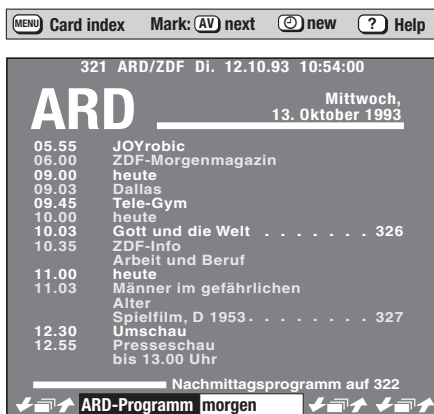 MENU Card index Mark: AV next new ? Help
321 ARD/ZDF Di. 12.10.93 10:54:00
ARD
Mittwoch,
13. Oktober 1993
05.55 JOYrobic
06.00 ZDF-Morgenmagazin
09.00 heute
09.03 Dallas
09.45 Tele-Gym
10.00 heute
10.03 Gott und die Welt . . . . . . . 326
10.35 ZDF-Info
Arbeit und Beruf
11.00 heute
11.03 Männer im gefährlichen
Alter
Spielfilm, D 1953. . . . . . . . 327
12.30 Umschau
12.55 Presseschau
bis 13.00 Uhr
Nachmittagsprogramm auf 322
ARD-Programm morgen